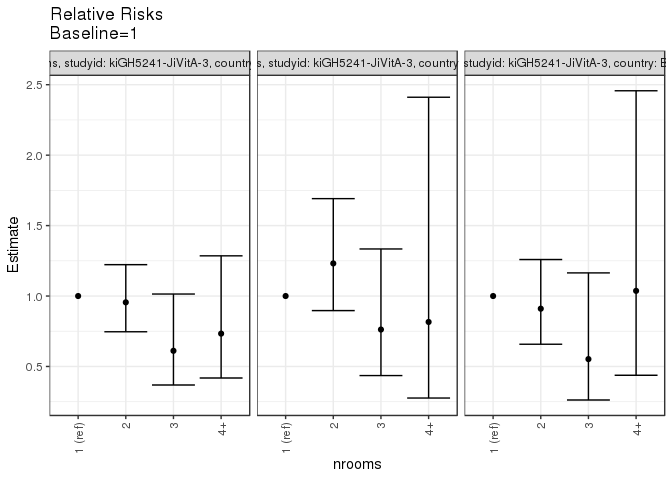 Relative Risks
Baseline=1
studyid: kiGH5241-JiVitA-3, country
studyid: kiGH5241-JiVitA-3, country
studyid: kiGH5241-JiVitA-3, country:
2.5
2.0
1.5
1.0
0.5
Estimate
1 (ref)
2
3
4+
1 (ref)
2
3
4+
1 (ref)
2
3
4+
nrooms